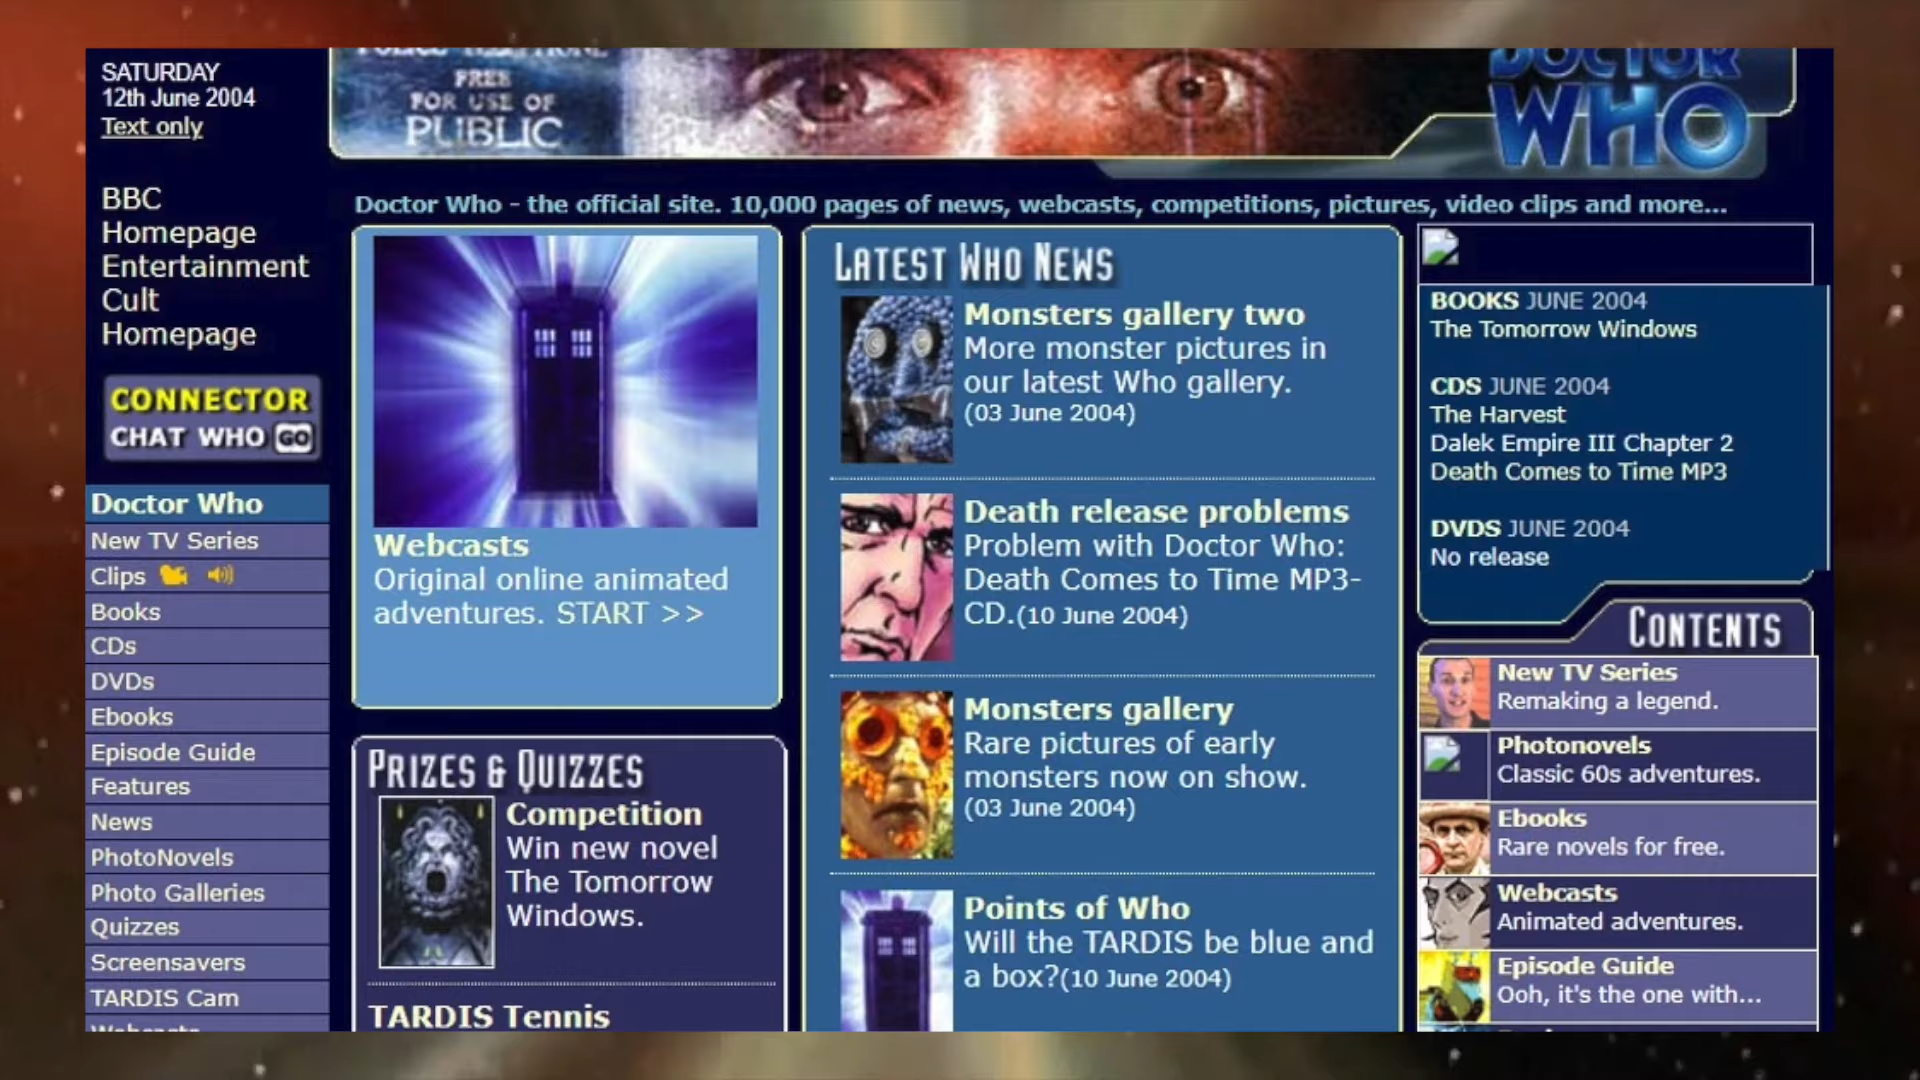 SATURDAY
12th June 2004
Text only
BBC
Homepage
Entertainment
Cult
Homepage
CONNECTOR
CHAT WHO GO
Doctor Who
New TV Series
Clips
Books
CDs
DVDs
Ebooks
Episode Guide
Features
News
PhotoNovels
Photo Galleries
Quizzes
Screensavers
TARDIS Cam
Webcasts
POLICE TELEPHONE
FREE
FOR USE OF
PUBLIC
DOCTOR
WHO
Doctor Who - the official site. 10,000 pages of news, webcasts, competitions, pictures, video clips and more...
Webcasts
Original online animated
adventures. START >>
PRIZES & QUIZZES
Competition
Win new novel
The Tomorrow
Windows.
TARDIS Tennis
LATEST WHO NEWS
Monsters gallery two
More monster pictures in
our latest Who gallery.
(03 June 2004)
Death release problems
Problem with Doctor Who:
Death Comes to Time MP3-
CD.(10 June 2004)
Monsters gallery
Rare pictures of early
monsters now on show.
(03 June 2004)
Points of Who
Will the TARDIS be blue and
a box?(10 June 2004)
BOOKS JUNE 2004
The Tomorrow Windows
CDS JUNE 2004
The Harvest
Dalek Empire III Chapter 2
Death Comes to Time MP3
DVDS JUNE 2004
No release
CONTENTS
New TV Series
Remaking a legend.
Photonovels
Classic 60s adventures.
Ebooks
Rare novels for free.
Webcasts
Animated adventures.
Episode Guide
Ooh, it's the one with...